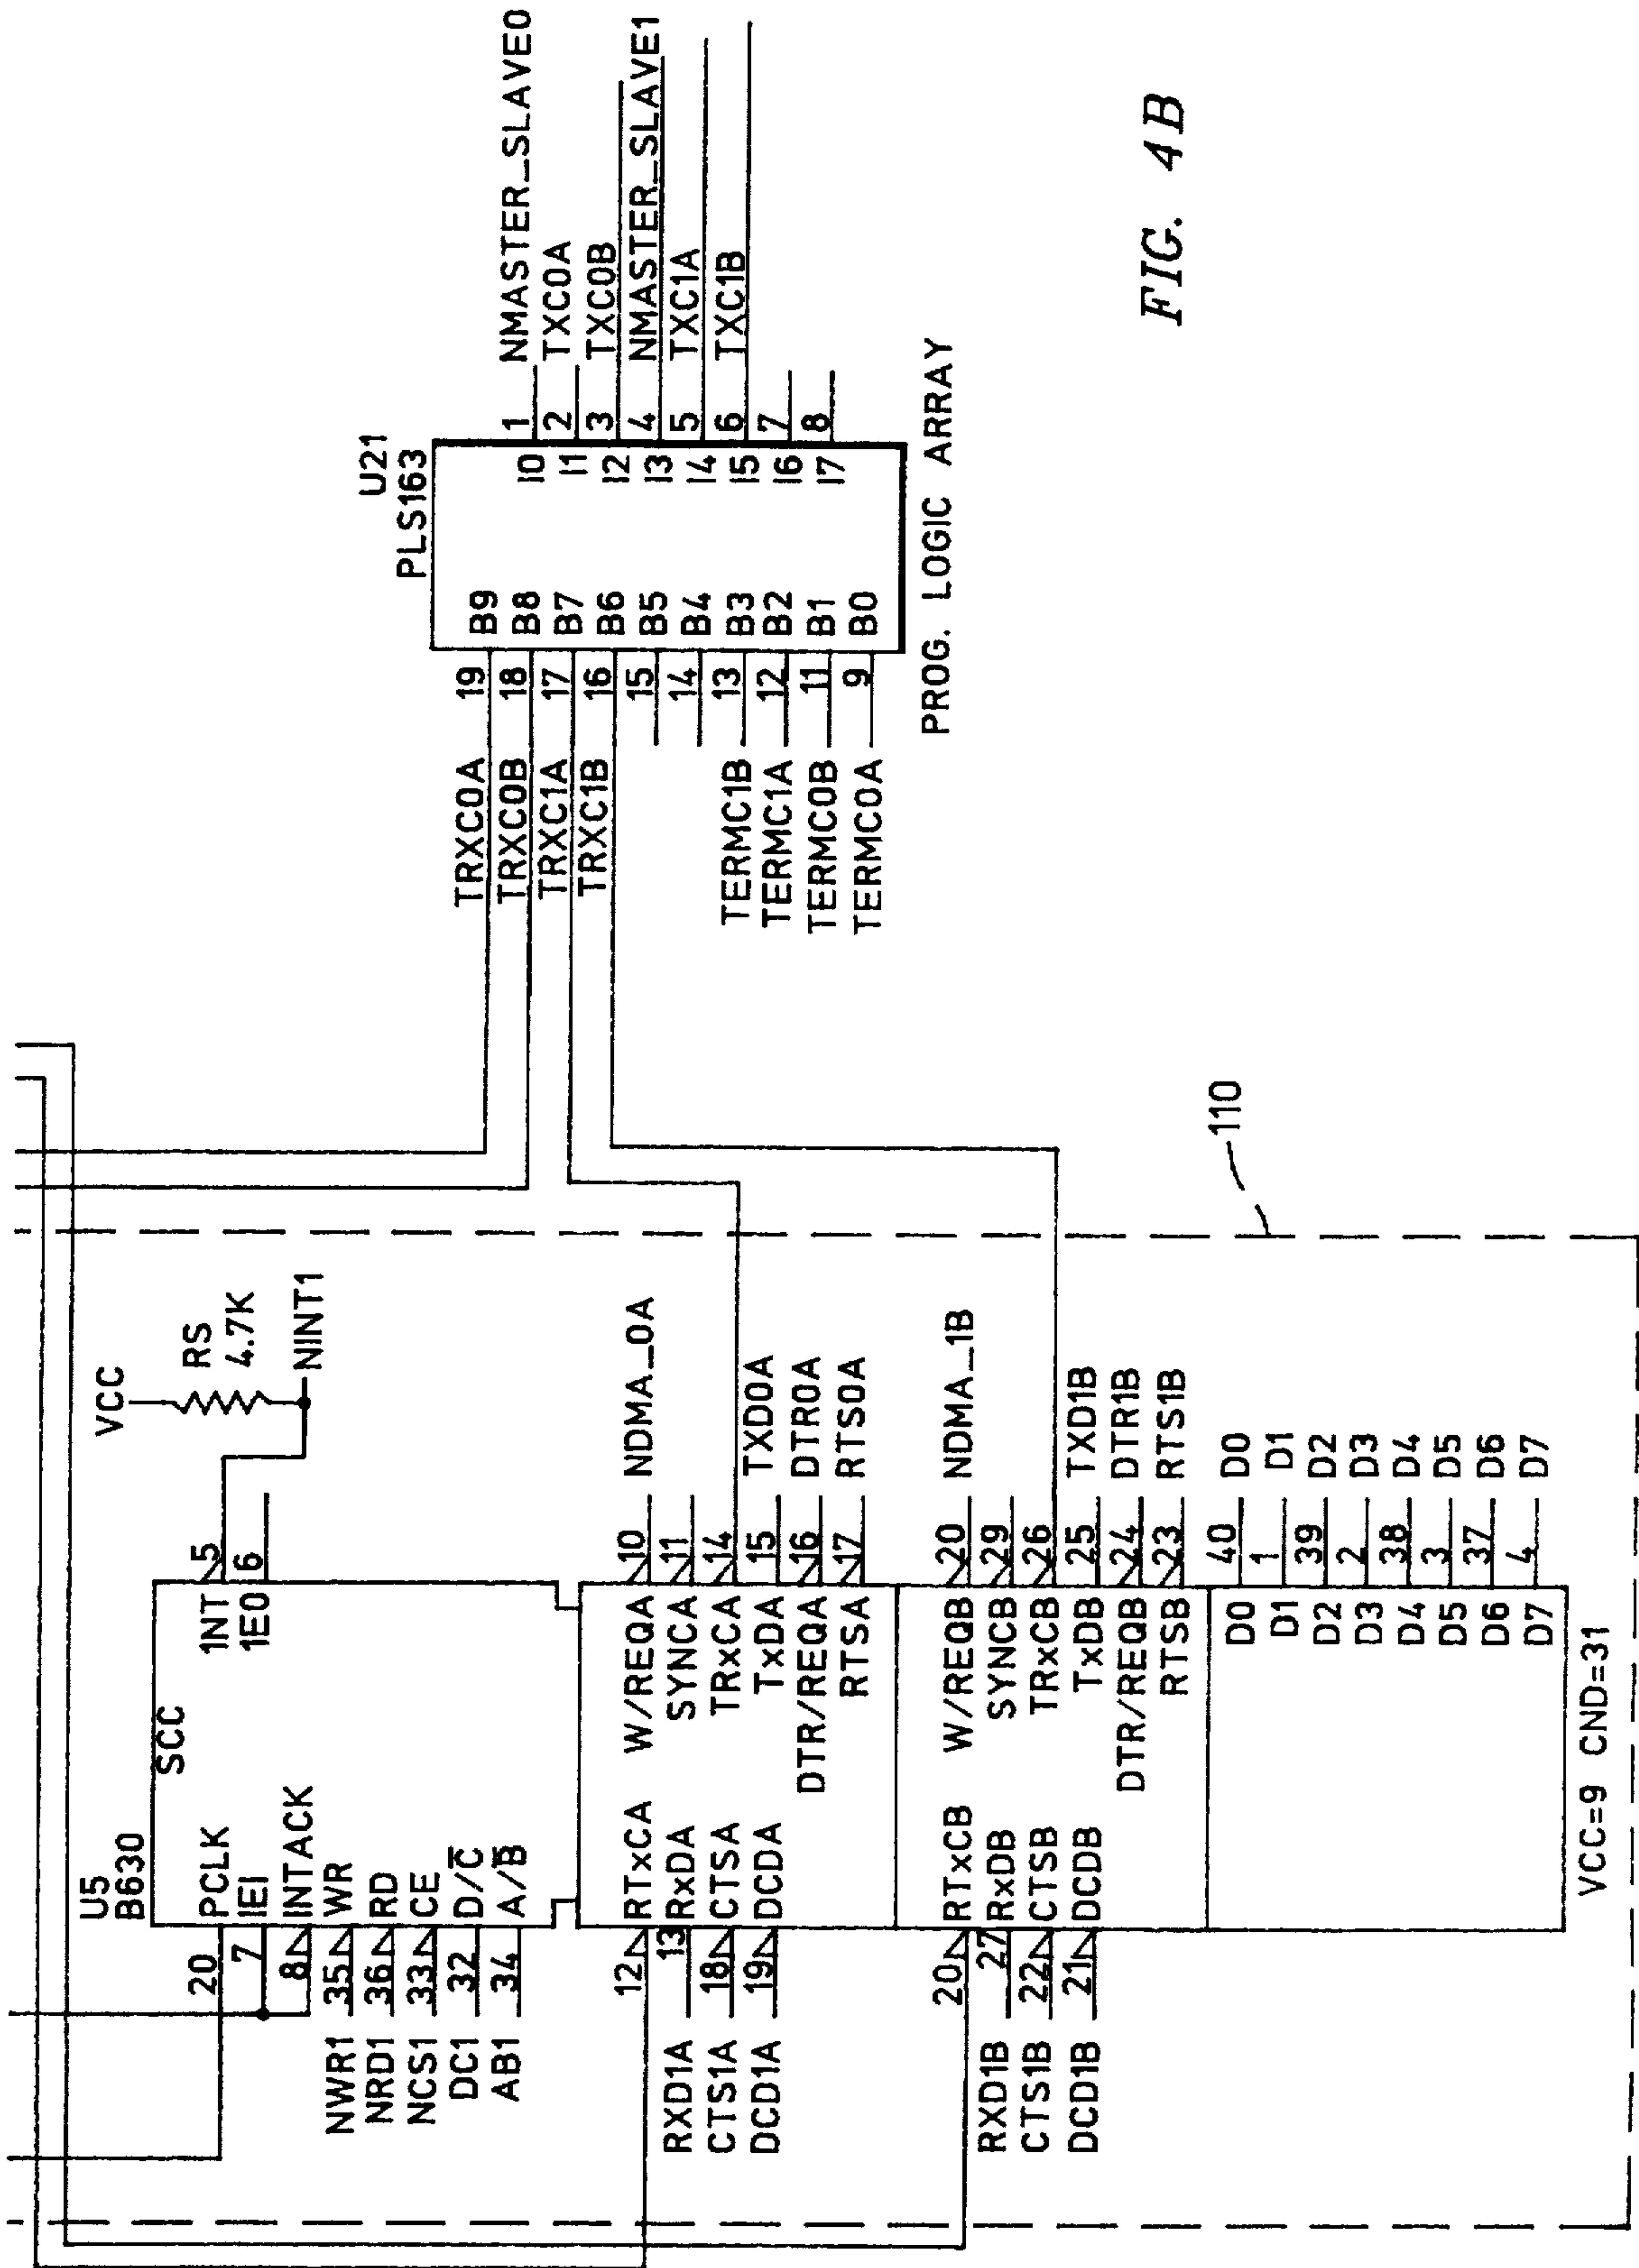 U5
B630
SCC
20 PCLK
7 IEI
8 INTACK
NWR1 35 WR
NRD1 36 RD
NCS1 33 CE
DC1 32 D/C̅
AB1 34 A/B̅
1NT 5
1E0 6
VCC
RS
4.7K
NINT1
12 RTxCA
RXD1A 13 RxDA
CTS1A 18 CTSA
DCD1A 19 DCDA
W/REQA 10 NDMA_0A
SYNCA 11
TRxCA 14
TxDA 15 TXD0A
DTR/REQA 16 DTR0A
RTSA 17 RTS0A
20 RTxCB
RXD1B 27 RxDB
CTS1B 22 CTSB
DCD1B 21 DCDB
W/REQB 20 NDMA_1B
SYNCB 29
TRxCB 26
TxDB 25 TXD1B
DTR/REQB 24 DTR1B
RTSB 23 RTS1B
D0 40 D0
D1 1 D1
D2 39 D2
D3 2 D3
D4 38 D4
D5 3 D5
D6 37 D6
D7 4 D7
VCC=9 CND=31
110
U21
PLS163
TRXC0A 19 B9
TRXC0B 18 B8
TRXC1A 17 B7
TRXC1B 16 B6
15 B5
14 B4
TERMC1B 13 B3
TERMC1A 12 B2
TERMC0B 11 B1
TERMC0A 9 B0
I0 1 NMASTER_SLAVE0
I1 2 TXC0A
I2 3 TXC0B
I3 4 NMASTER_SLAVE1
I4 5 TXC1A
I5 6 TXC1B
I6 7
I7 8
PROG. LOGIC ARRAY
FIG. 4B